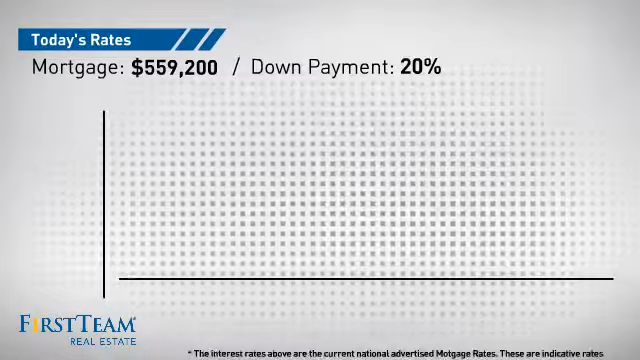 Today's Rates
Mortgage: $559,200 / Down Payment: 20%
FIRSTTEAM®
REAL ESTATE
* The interest rates above are the current national advertised Mortgage Rates. These are indicative rates